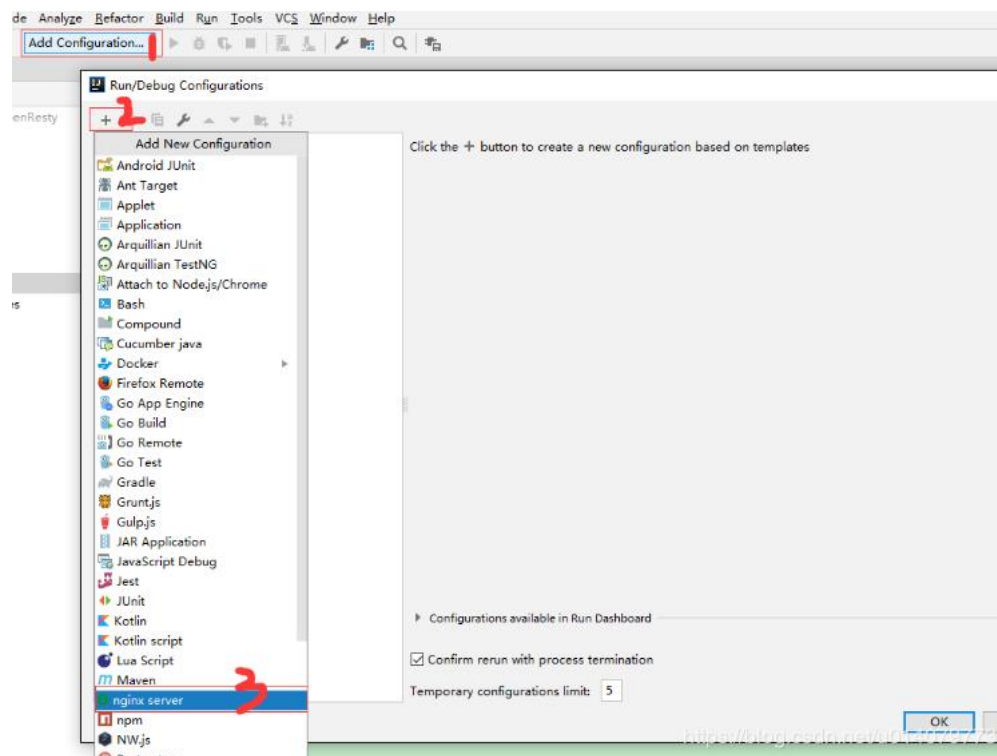 de Analyze Refactor Build Run Tools VCS Window Help
Add Configuration... 1
Run/Debug Configurations
enResty
+ 2
Add New Configuration
Click the + button to create a new configuration based on templates
Android JUnit
Ant Target
Applet
Application
Arquillian JUnit
Arquillian TestNG
Attach to Node.js/Chrome
es
Bash
Compound
Cucumber java
Docker
Firefox Remote
Go App Engine
Go Build
Go Remote
Go Test
Gradle
Grunt.js
Gulp.js
JAR Application
JavaScript Debug
Jest
JUnit
Kotlin
Configurations available in Run Dashboard
Kotlin script
Lua Script
Confirm rerun with process termination
Maven
3
nginx server
Temporary configurations limit: 5
npm
OK
NW.js